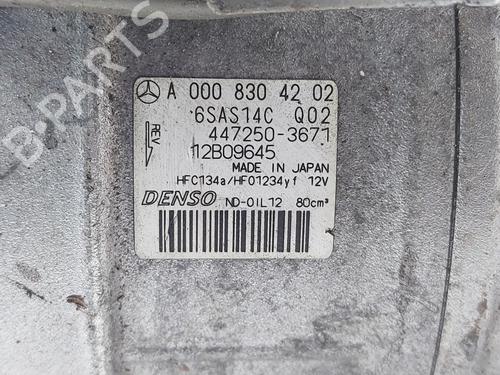 A 000 830 42 02
6SAS14C Q02
REV 447250-3671
12B09645
MADE IN JAPAN
HFC134a/HFO1234yf 12V
DENSO ND-OIL12 80cm³